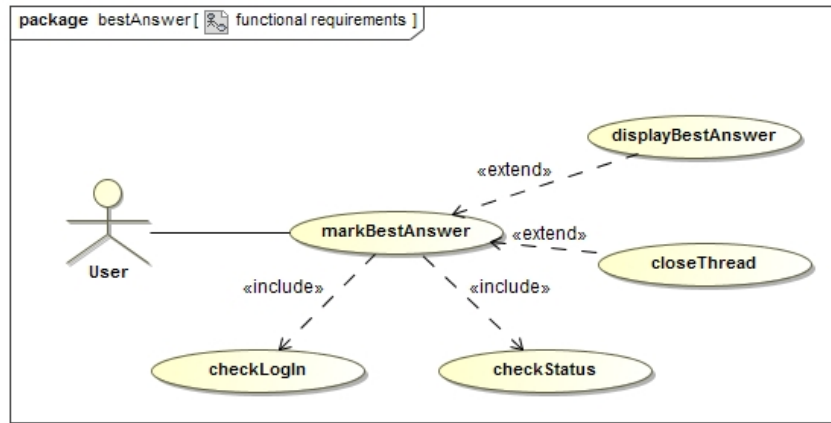 package bestAnswer [ functional requirements ]
displayBestAnswer
«extend»
markBestAnswer
«extend»
closeThread
User
«include»
«include»
checkLogIn
checkStatus